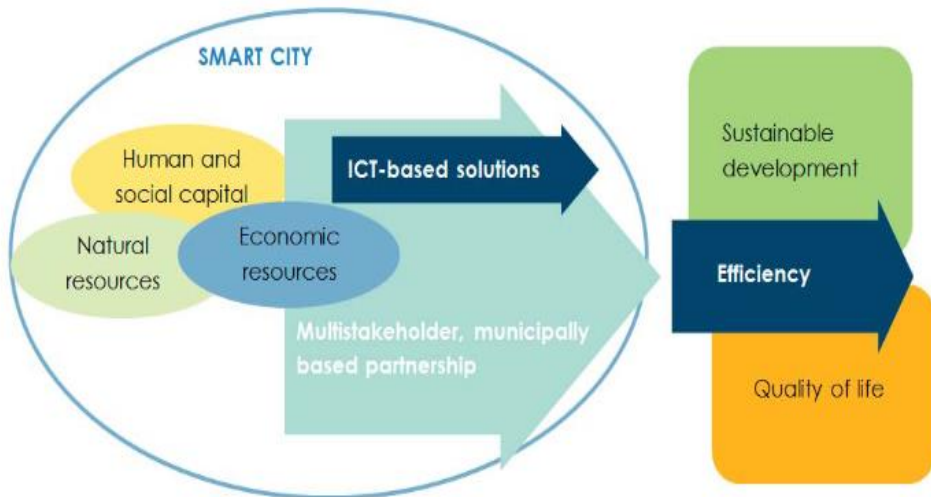 SMART CITY
Human and
social capital
Natural
resources
Economic
resources
ICT-based solutions
Multistakeholder, municipally
based partnership
Sustainable
development
Efficiency
Quality of life